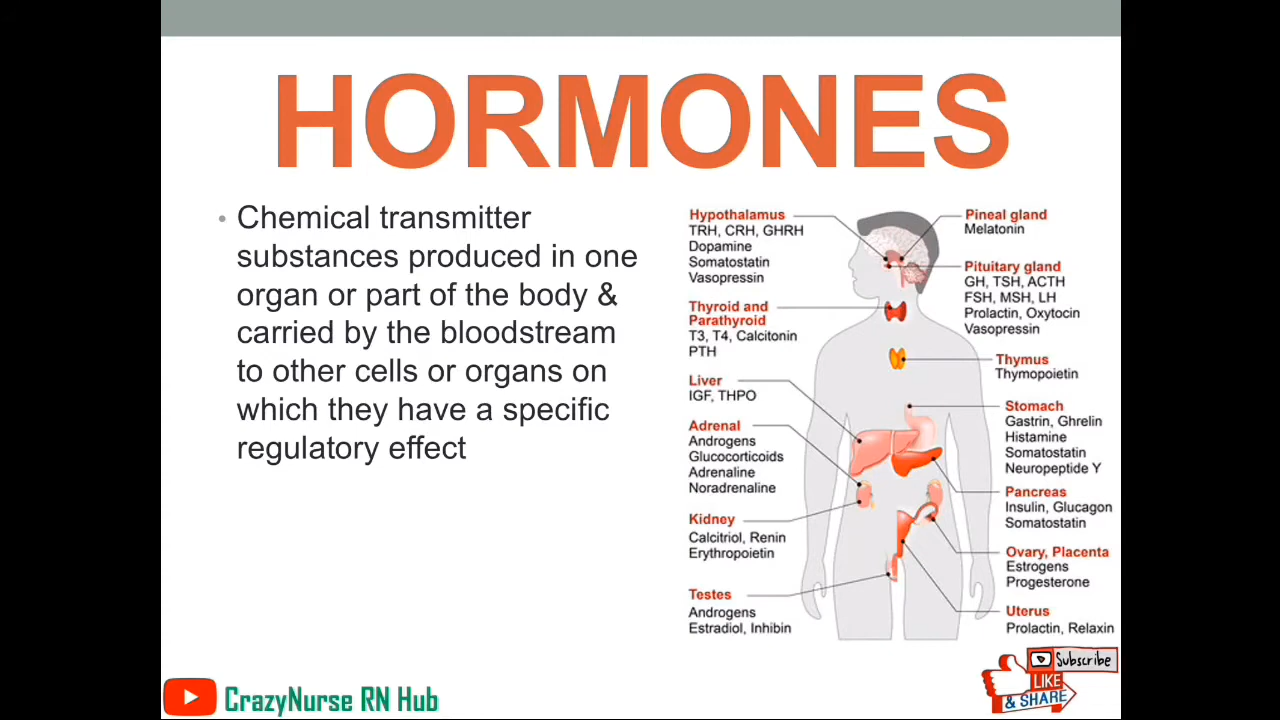 HORMONES
• Chemical transmitter
substances produced in one
organ or part of the body &
carried by the bloodstream
to other cells or organs on
which they have a specific
regulatory effect
Hypothalamus
TRH, CRH, GHRH
Dopamine
Somatostatin
Vasopressin
Thyroid and
Parathyroid
T3, T4, Calcitonin
PTH
Liver
IGF, THPO
Adrenal
Androgens
Glucocorticoids
Adrenaline
Noradrenaline
Kidney
Calcitriol, Renin
Erythropoietin
Testes
Androgens
Estradiol, Inhibin
Pineal gland
Melatonin
Pituitary gland
GH, TSH, ACTH
FSH, MSH, LH
Prolactin, Oxytocin
Vasopressin
Thymus
Thymopoietin
Stomach
Gastrin, Ghrelin
Histamine
Somatostatin
Neuropeptide Y
Pancreas
Insulin, Glucagon
Somatostatin
Ovary, Placenta
Estrogens
Progesterone
Uterus
Prolactin, Relaxin
CrazyNurse RN Hub
Subscribe
LIKE
& SHARE